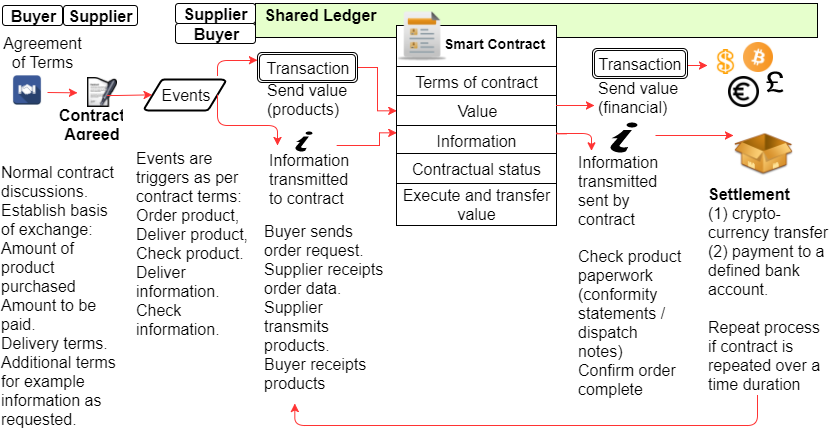 Buyer
Supplier
Agreement
of Terms
Contract
Agreed
Normal contract
discussions.
Establish basis
of exchange:
Amount of
product
purchased
Amount to be
paid.
Delivery terms.
Additional terms
for example
information as
requested.
Supplier
Buyer
Shared Ledger
Events
Events are
triggers as per
contract terms:
Order product,
Deliver product,
Check product.
Deliver
information.
Check
information.
Transaction
Send value
(products)
Information
transmitted
to contract
Buyer sends
order request.
Supplier receipts
order data.
Supplier
transmits
products.
Buyer receipts
products
Smart Contract
Terms of contract
Value
Information
Contractual status
Execute and transfer
value
Transaction
Send value
(financial)
Information
transmitted
sent by
contract
Check product
paperwork
(conformity
statements /
dispatch
notes)
Confirm order
complete
Settlement
(1) crypto-
currency transfer
(2) payment to a
defined bank
account.
Repeat process
if contract is
repeated over a
time duration